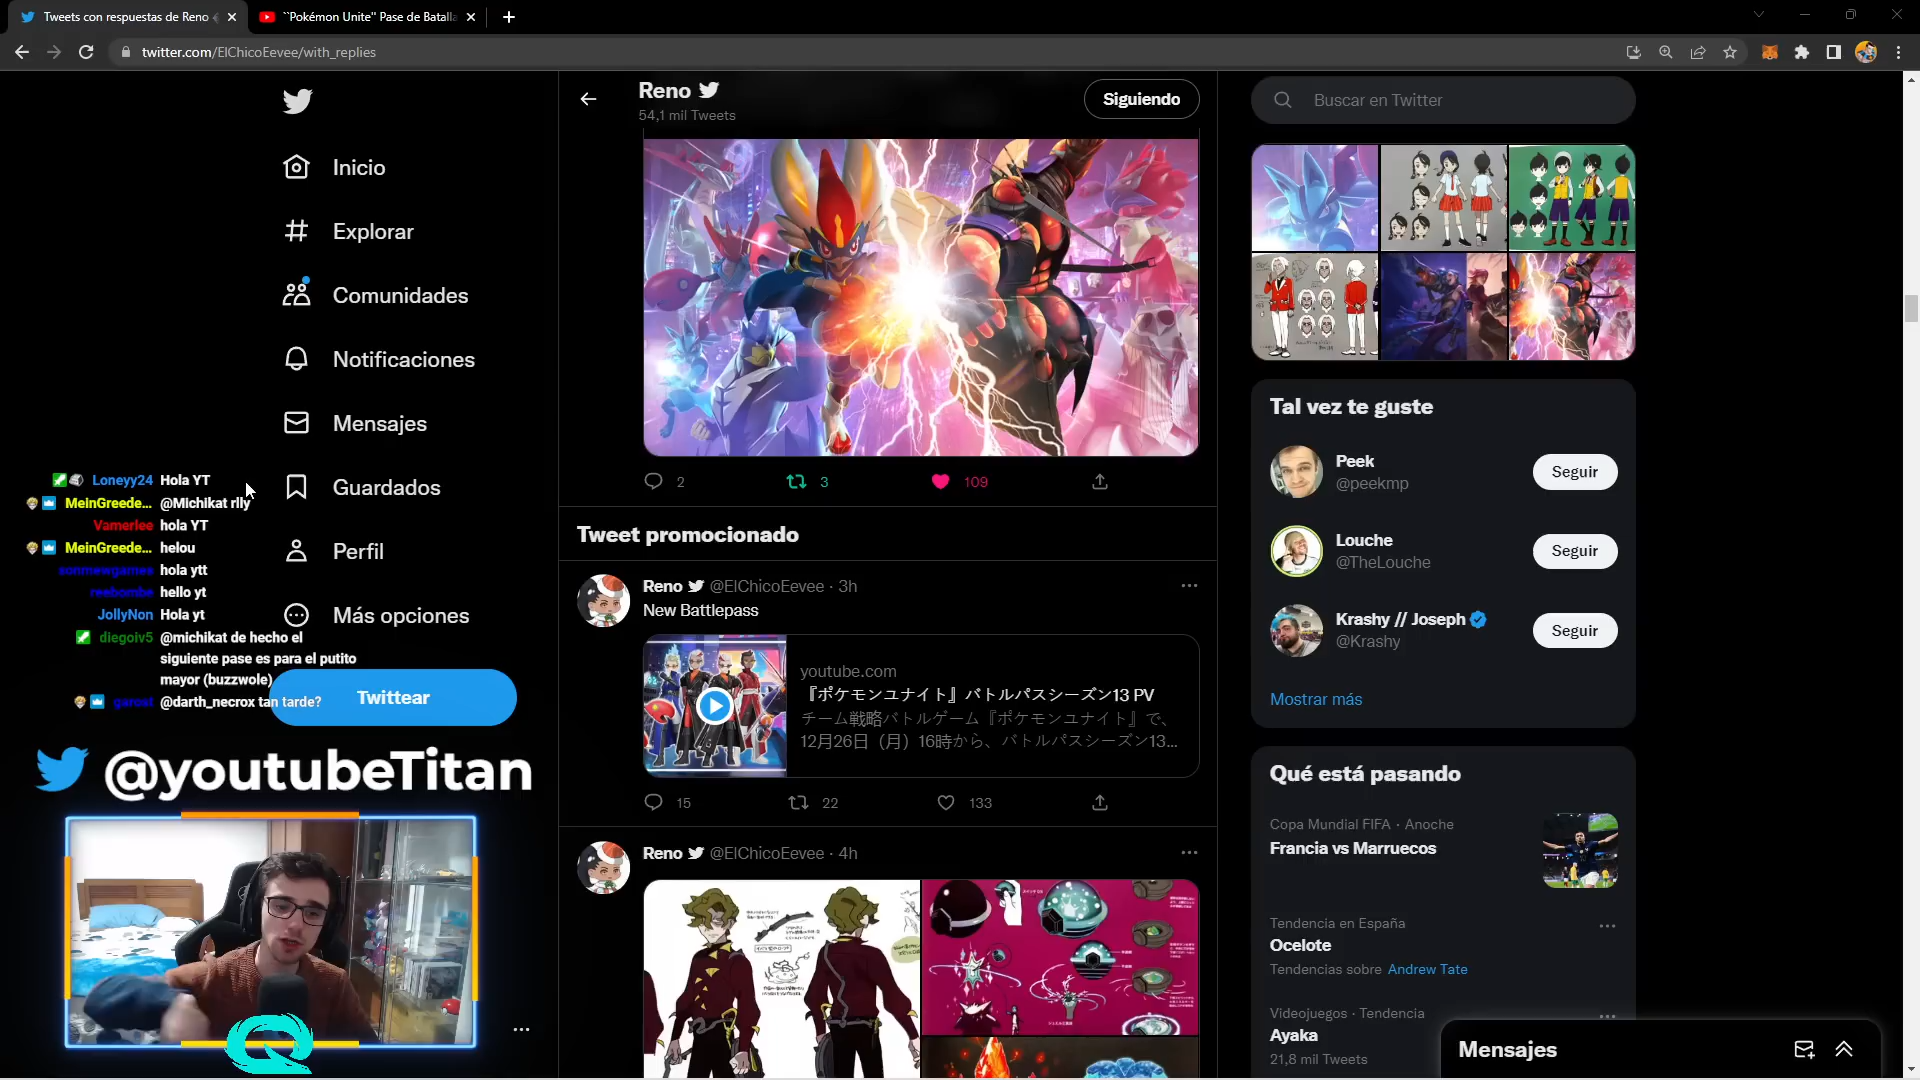 Tweets con respuestas de Reno
``Pokémon Unite'' Pase de Batalla
twitter.com/ElChicoEevee/with_replies
Inicio
Explorar
Comunidades
Notificaciones
Mensajes
Guardados
Perfil
Más opciones
Twittear
Loneyy24 Hola YT
MeinGreede... @Michikat rlly
Vamerlee hola YT
MeinGreede... helou
sonmewgames hola ytt
reebombe hello yt
JollyNon Hola yt
diegoiv5 @michikat de hecho el
siguiente pase es para el putito
mayor (buzzwole)
garosf @darth_necrox tan tarde?
@youtubeTitan
Reno
54,1 mil Tweets
Siguiendo
2
3
109
Tweet promocionado
Reno @ElChicoEevee · 3h
New Battlepass
youtube.com
『ポケモンユナイト』バトルパスシーズン13 PV
チーム戦略バトルゲーム『ポケモンユナイト』で、
12月26日（月）16時から、バトルパスシーズン13...
15
22
133
Reno @ElChicoEevee · 4h
Buscar en Twitter
Tal vez te guste
Peek
@peekmp
Seguir
Louche
@TheLouche
Seguir
Krashy // Joseph
@Krashy
Seguir
Mostrar más
Qué está pasando
Copa Mundial FIFA · Anoche
Francia vs Marruecos
Tendencia en España
Ocelote
Tendencias sobre Andrew Tate
Videojuegos · Tendencia
Ayaka
21,8 mil Tweets
Mensajes